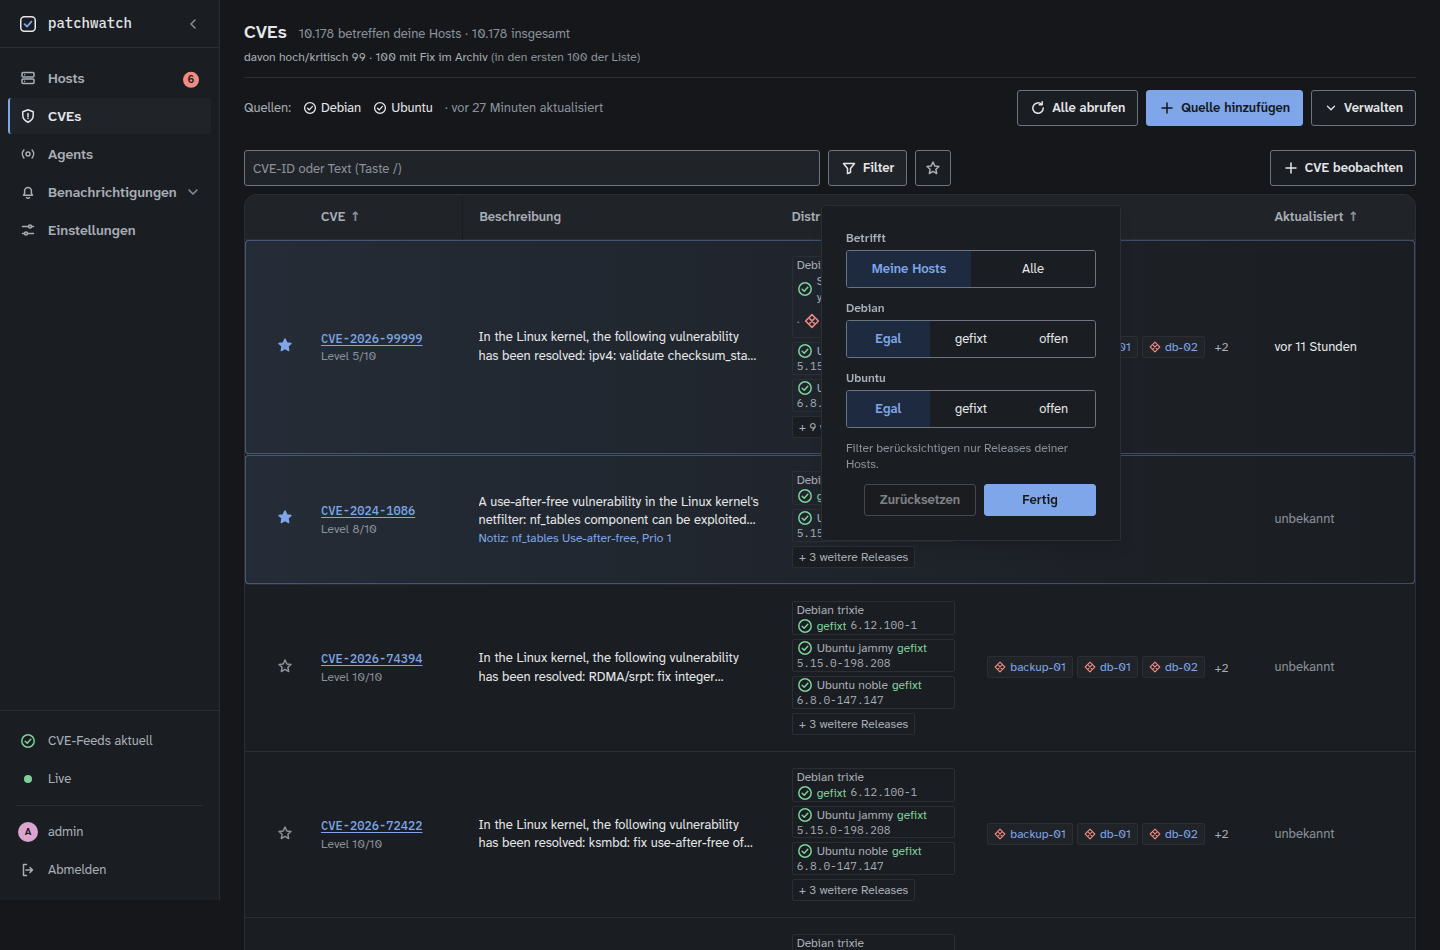 patchwatch
Hosts 6
CVEs
Agents
Benachrichtigungen
Einstellungen
CVE-Feeds aktuell
Live
A admin
Abmelden
CVEs 10.178 betreffen deine Hosts · 10.178 insgesamt
davon hoch/kritisch 99 · 100 mit Fix im Archiv (in den ersten 100 der Liste)
Quellen: Debian Ubuntu · vor 27 Minuten aktualisiert
Alle abrufen
Quelle hinzufügen
Verwalten
CVE-ID oder Text (Taste /)
Filter
CVE beobachten
CVE ↑ Beschreibung Distr Aktualisiert ↑
CVE-2026-99999
Level 5/10
In the Linux kernel, the following vulnerability
has been resolved: ipv4: validate checksum_sta...
Debi
5.15
6.8.
+ 9
01 db-02 +2
vor 11 Stunden
Betrifft
Meine Hosts Alle
Debian
Egal gefixt offen
Ubuntu
Egal gefixt offen
Filter berücksichtigen nur Releases deiner
Hosts.
Zurücksetzen Fertig
CVE-2024-1086
Level 8/10
A use-after-free vulnerability in the Linux kernel's
netfilter: nf_tables component can be exploited...
Notiz: nf_tables Use-after-free, Prio 1
Debi
5.15
+ 3 weitere Releases
unbekannt
CVE-2026-74394
Level 10/10
In the Linux kernel, the following vulnerability
has been resolved: RDMA/srpt: fix integer...
Debian trixie
gefixt 6.12.100-1
Ubuntu jammy gefixt
5.15.0-198.208
Ubuntu noble gefixt
6.8.0-147.147
+ 3 weitere Releases
backup-01 db-01 db-02 +2
unbekannt
CVE-2026-72422
Level 10/10
In the Linux kernel, the following vulnerability
has been resolved: ksmbd: fix use-after-free of...
Debian trixie
gefixt 6.12.100-1
Ubuntu jammy gefixt
5.15.0-198.208
Ubuntu noble gefixt
6.8.0-147.147
+ 3 weitere Releases
backup-01 db-01 db-02 +2
unbekannt
Debian trixie